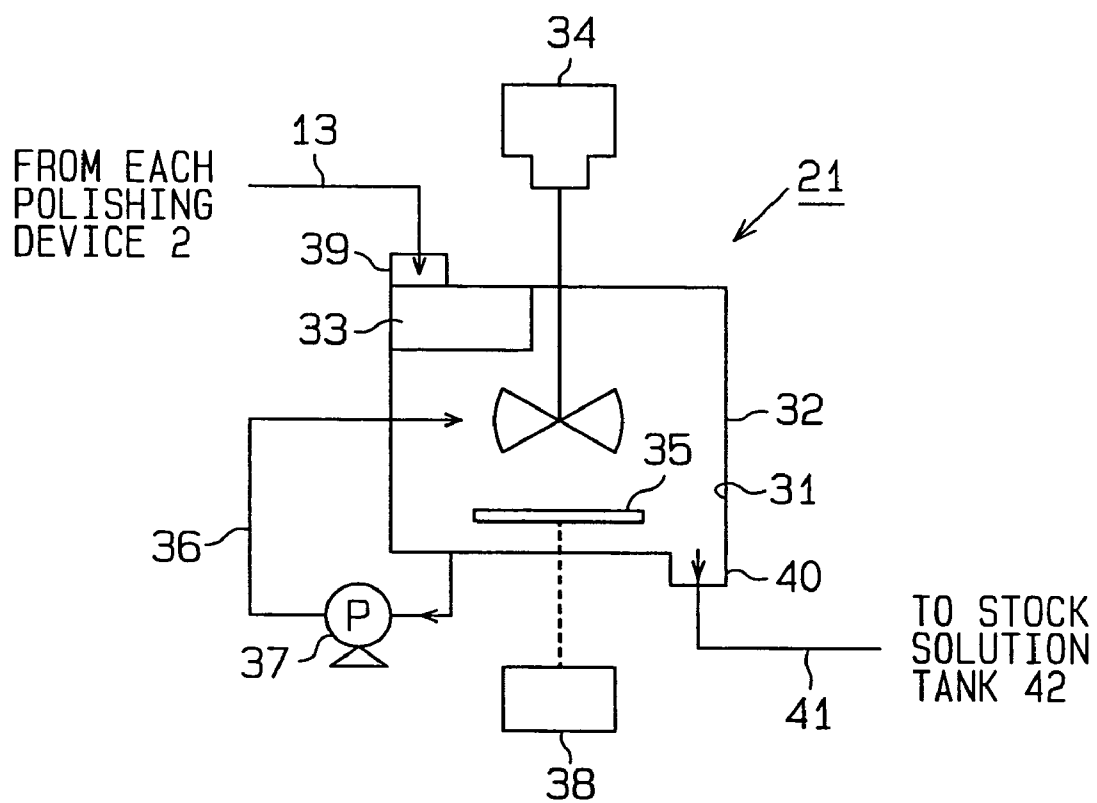 34
13
FROM EACH
POLISHING
DEVICE 2
21
39
33
32
35
31
36
40
P
37
TO STOCK
SOLUTION
TANK 42
41
38